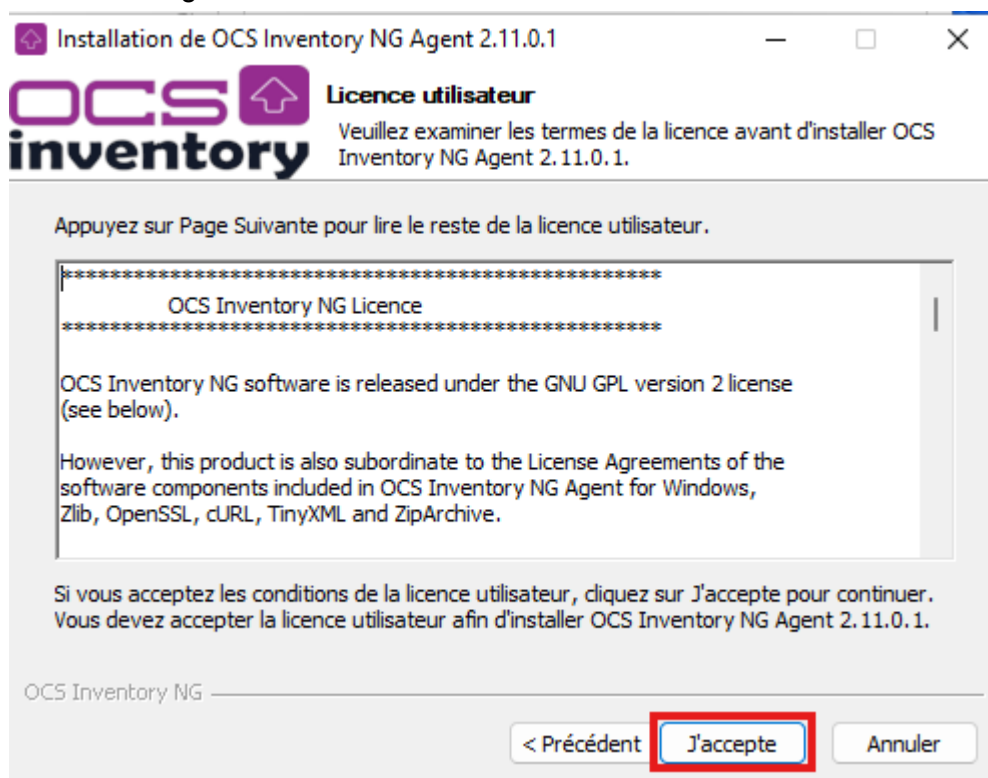 Installation de OCS Inventory NG Agent 2.11.0.1
OCS
inventory
Licence utilisateur
Veuillez examiner les termes de la licence avant d'installer OCS
Inventory NG Agent 2.11.0.1.
Appuyez sur Page Suivante pour lire le reste de la licence utilisateur.
**************************************************
OCS Inventory NG Licence
**************************************************
OCS Inventory NG software is released under the GNU GPL version 2 license
(see below).
However, this product is also subordinate to the License Agreements of the
software components included in OCS Inventory NG Agent for Windows,
Zlib, OpenSSL, cURL, TinyXML and ZipArchive.
Si vous acceptez les conditions de la licence utilisateur, cliquez sur J'accepte pour continuer.
Vous devez accepter la licence utilisateur afin d'installer OCS Inventory NG Agent 2.11.0.1.
OCS Inventory NG
< Précédent J'accepte Annuler